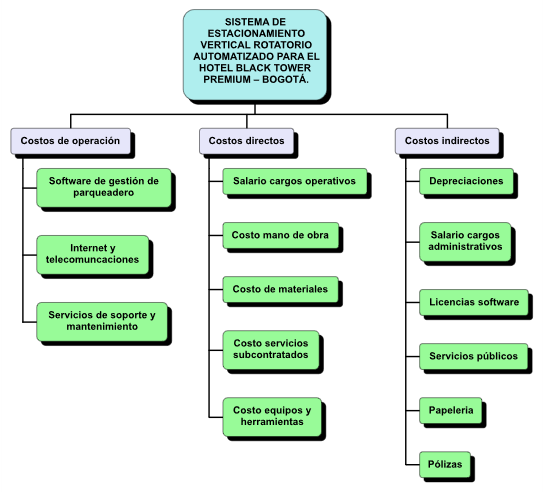 SISTEMA DE
ESTACIONAMIENTO
VERTICAL ROTATORIO
AUTOMATIZADO PARA EL
HOTEL BLACK TOWER
PREMIUM – BOGOTÁ.
Costos de operación
Software de gestión de
parqueadero
Internet y
telecomuncaciones
Servicios de soporte y
mantenimiento
Costos directos
Salario cargos operativos
Costo mano de obra
Costo de materiales
Costo servicios
subcontratados
Costo equipos y
herramientas
Costos indirectos
Depreciaciones
Salario cargos
administrativos
Licencias software
Servicios públicos
Papeleria
Pólizas